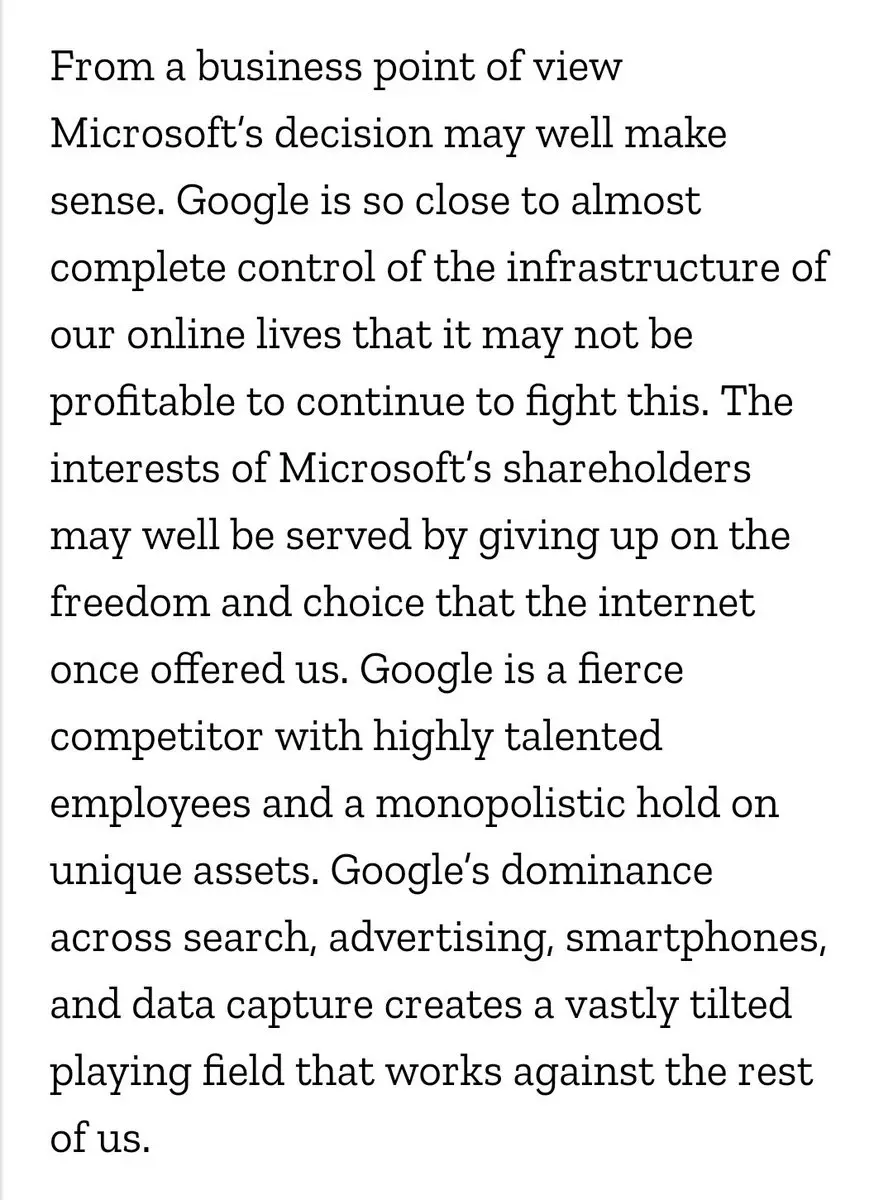 From a business point of view
Microsoft‘s decision may well make
sense. Google is so close to almost
complete control of the infrastructure of
our online lives that it may not be
profitable to continue to fight this. The
interests of Microsoft‘s shareholders
may well be served by giving up on the
freedom and choice that the internet
once offered us. Google is a fierce
competitor with highly talented
employees and a monopolistic hold on
unique assets. Google‘s dominance
across search, advertising, smartphones,
and data capture creates a vastly tilted
playing field that works against the rest
of us.